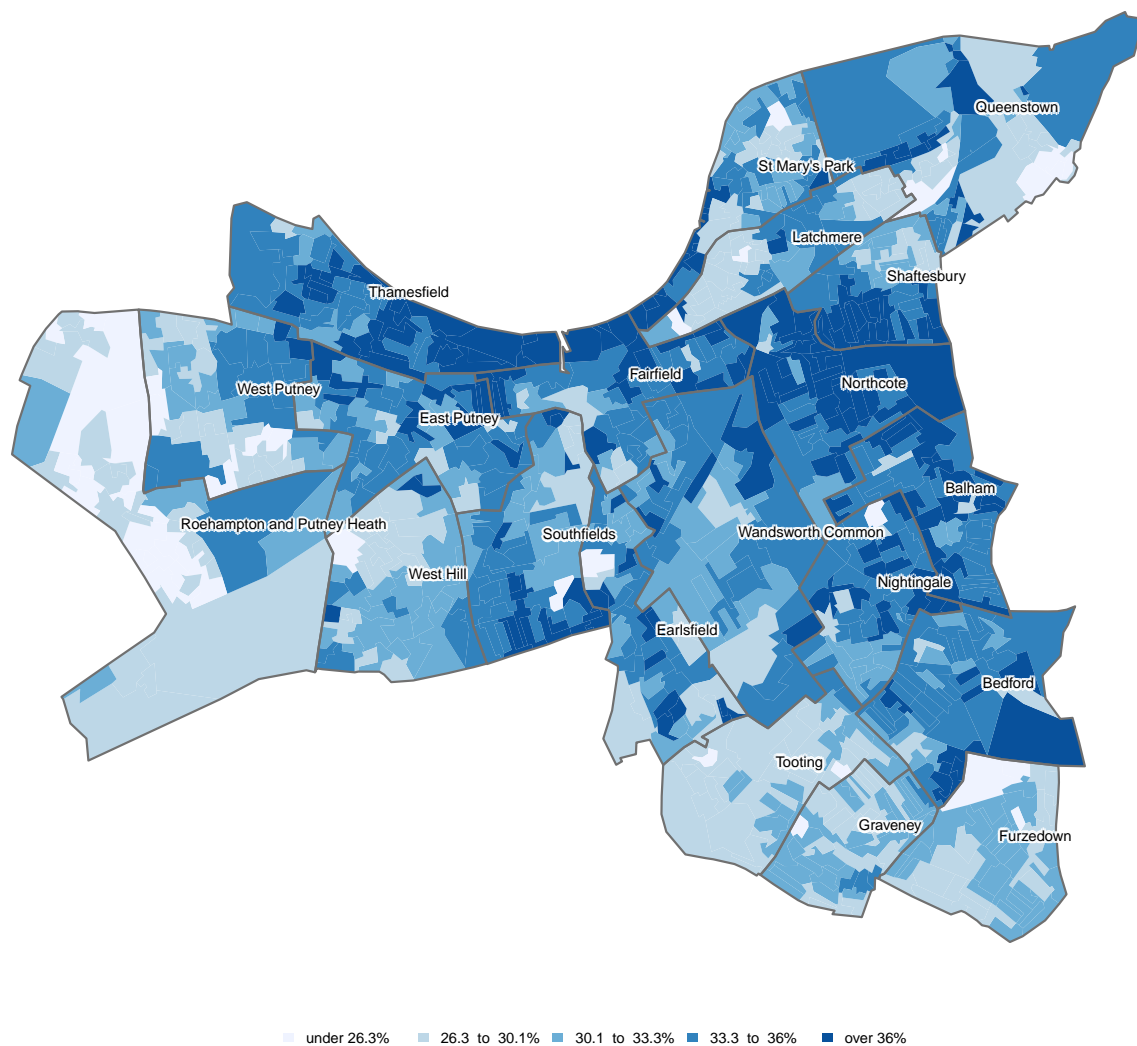 Queenstown
St Mary's Park
Latchmere
Shaftesbury
Thamesfield
Fairfield
Northcote
West Putney
East Putney
Balham
Roehampton and Putney Heath
Southfields
Wandsworth Common
West Hill
Nightingale
Earlsfield
Bedford
Tooting
Graveney
Furzedown
under 26.3% 26.3 to 30.1% 30.1 to 33.3% 33.3 to 36% over 36%